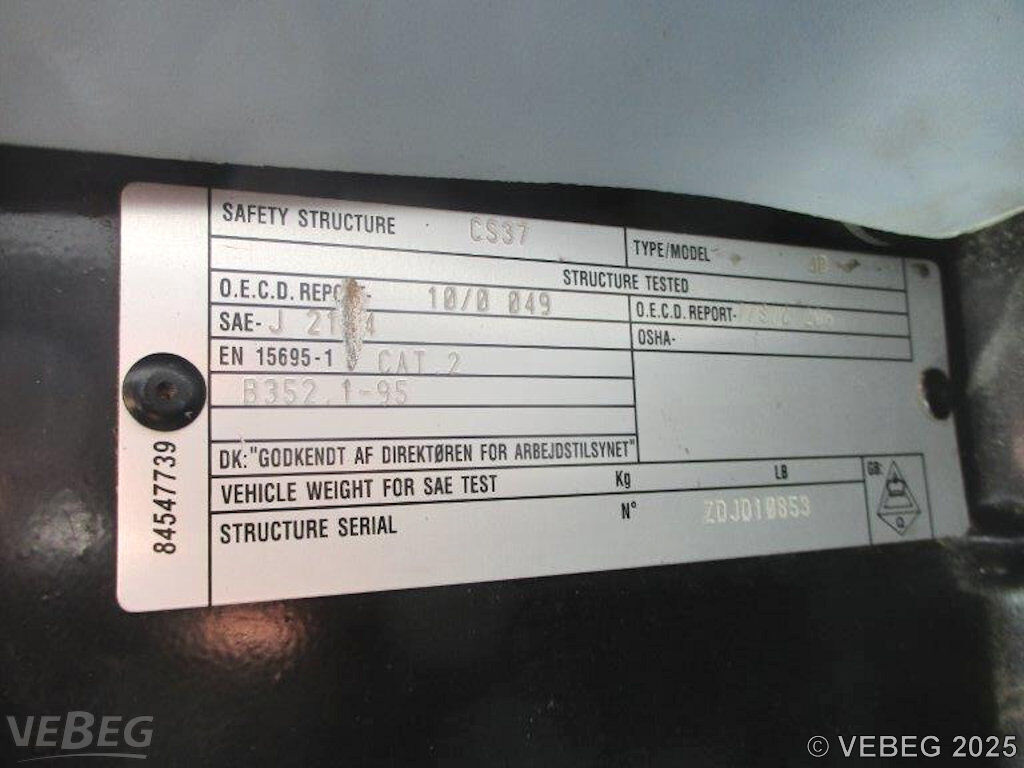 SAFETY STRUCTURE CS37 TYPE/MODEL
STRUCTURE TESTED
O.E.C.D. REPORT- 10/0 049 O.E.C.D. REPORT-
SAE- J OSHA-
EN 15695-1 CAT.2
B352.1-95
DK:"GODKENDT AF DIREKTØREN FOR ARBEJDSTILSYNET"
VEHICLE WEIGHT FOR SAE TEST Kg LB GB:
STRUCTURE SERIAL N° ZDJD10853
Q
84547739
VEBEG
© VEBEG 2025